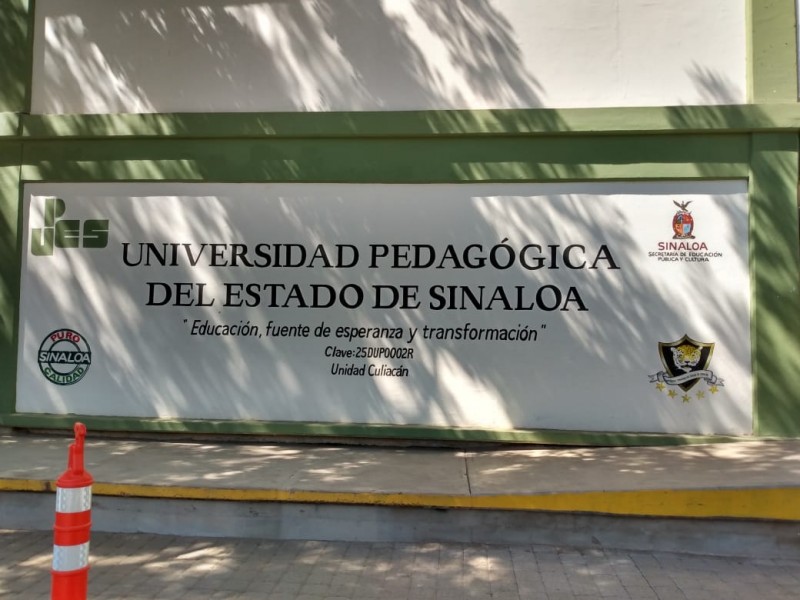 UPES
UNIVERSIDAD PEDAGÓGICA
DEL ESTADO DE SINALOA
"Educación, fuente de esperanza y transformación"
Clave:25DUP0002R
Unidad Culiacán
SINALOA
SECRETARÍA DE EDUCACIÓN
PÚBLICA Y CULTURA
PURO
SINALOA
CALIDAD